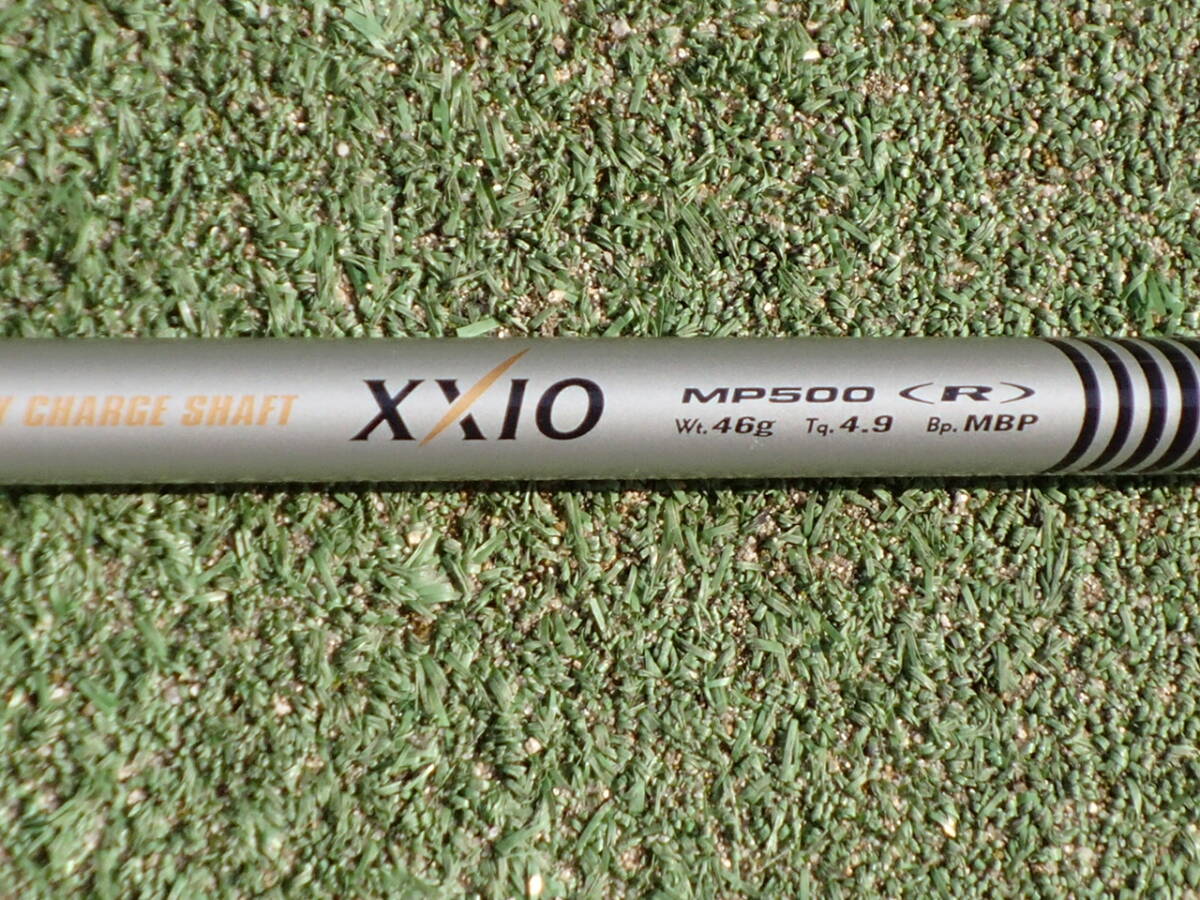 CHARGE SHAFT XXIO
MP500 (R)
Wt. 46g Tq. 4.9 Bp. MBP